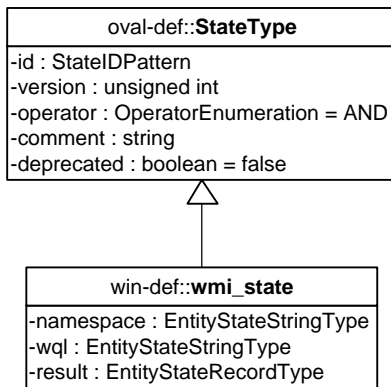 oval-def::StateType
-id : StateIDPattern
-version : unsigned int
-operator : OperatorEnumeration = AND
-comment : string
-deprecated : boolean = false
win-def::wmi_state
-namespace : EntityStateStringType
-wql : EntityStateStringType
-result : EntityStateRecordType